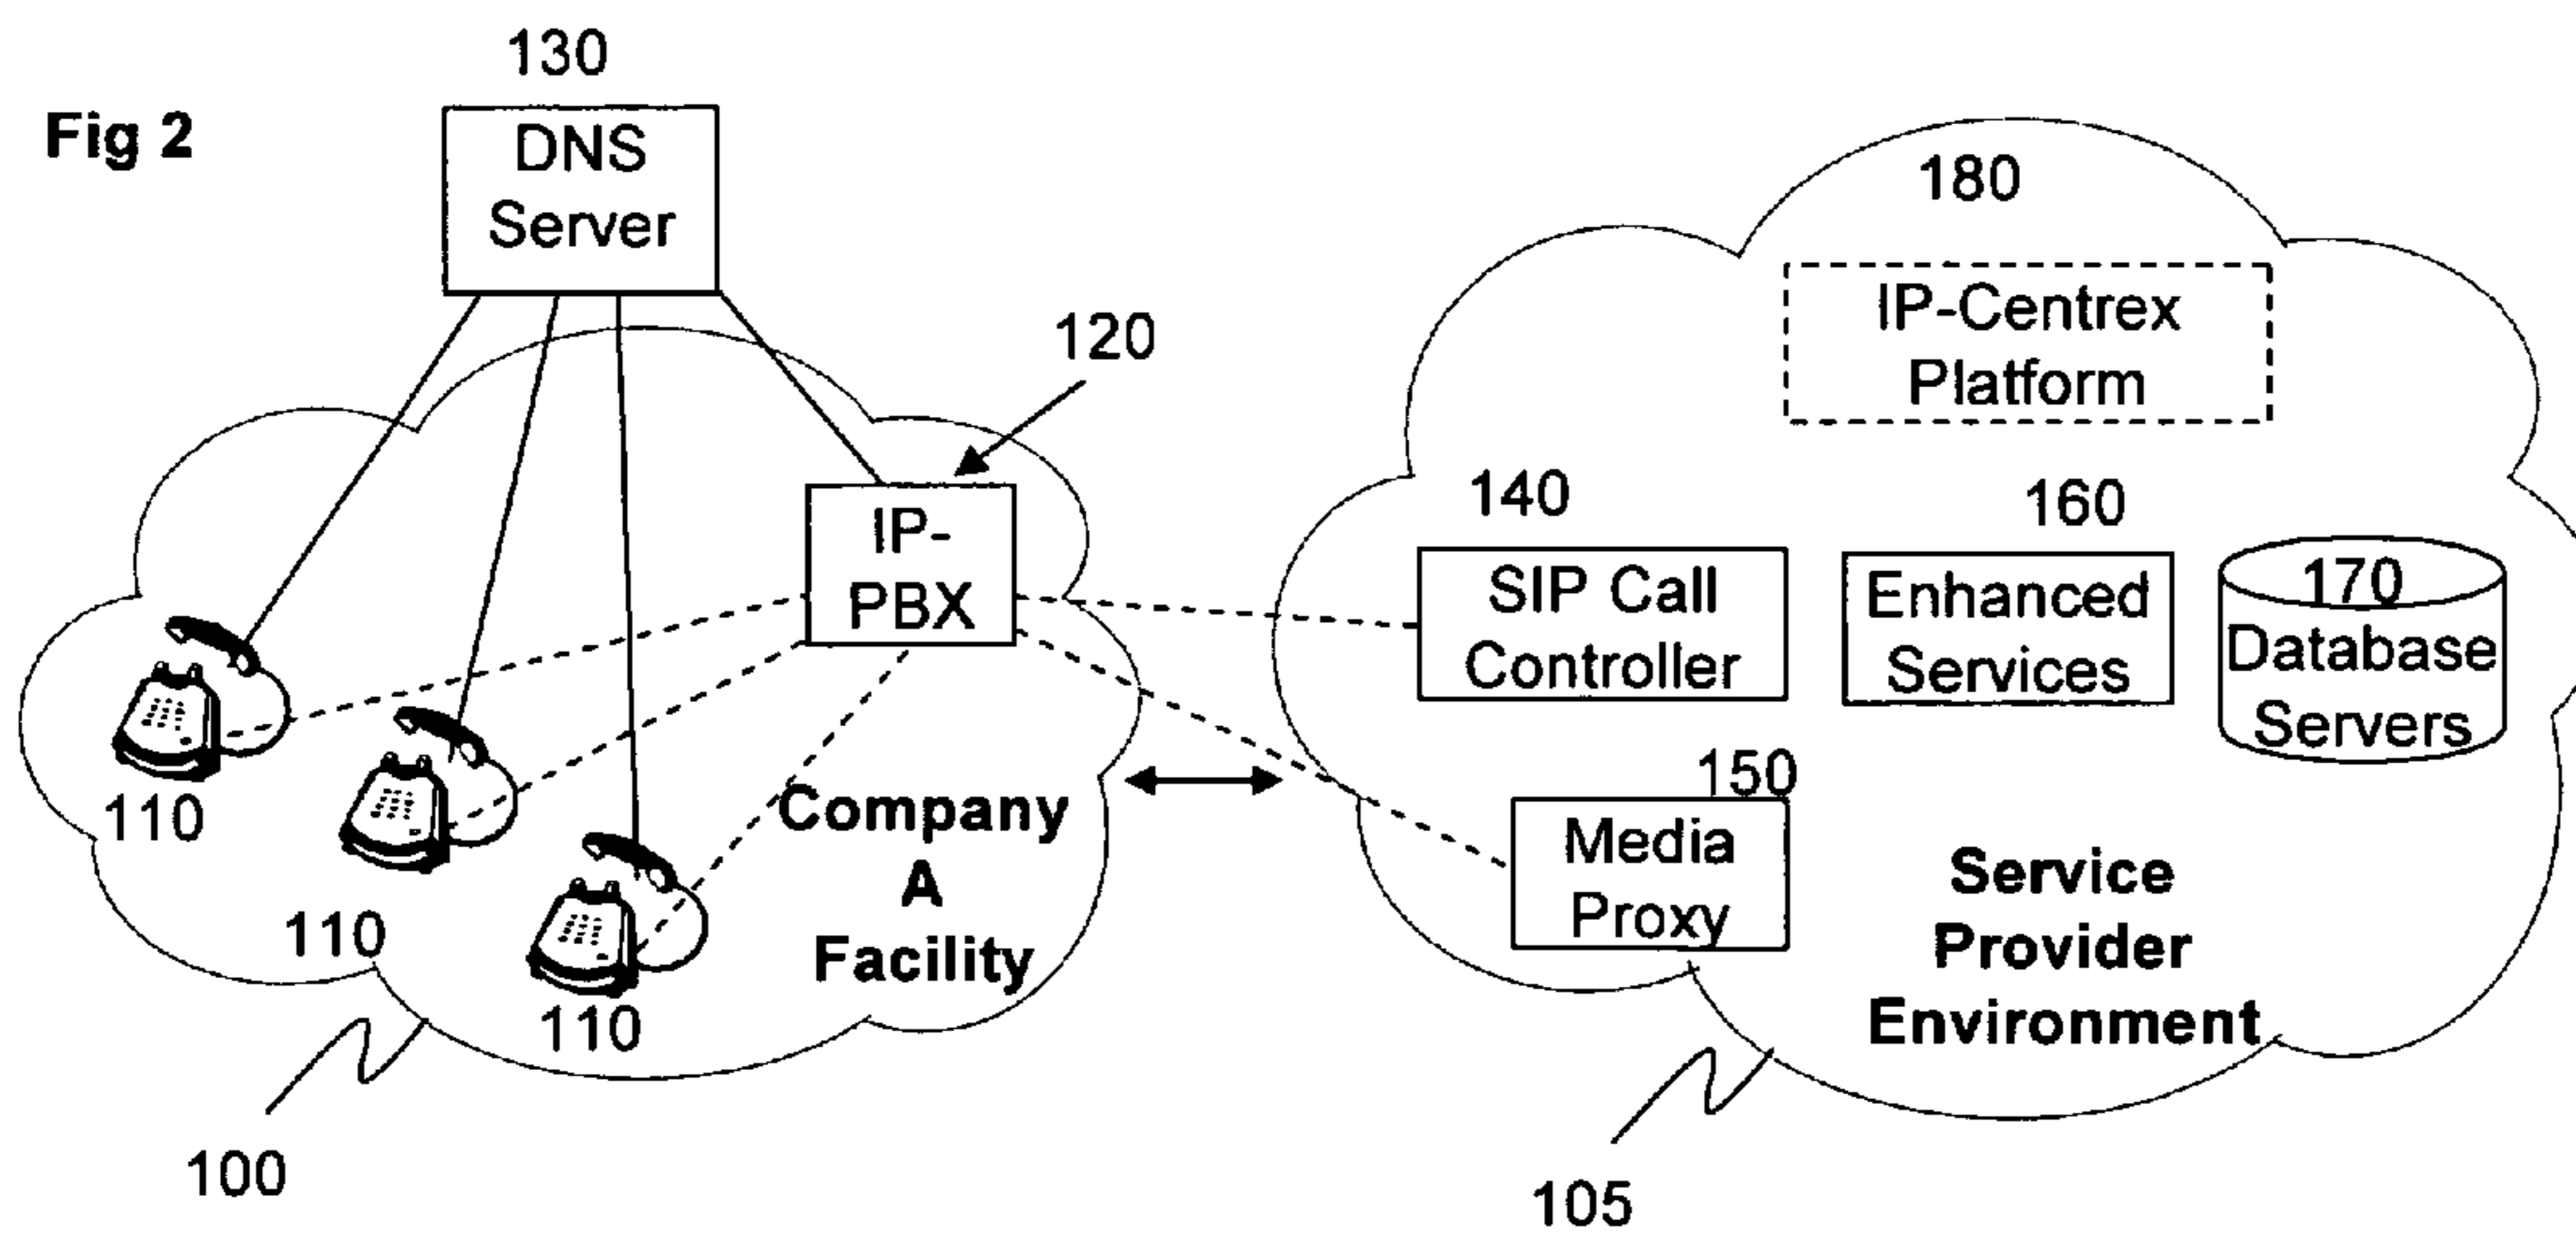 130
Fig 2
DNS
Server
120
IP-
PBX
110
110
110
Company
A
Facility
100
180
IP-Centrex
Platform
140
SIP Call
Controller
160
Enhanced
Services
170
Database
Servers
150
Media
Proxy
Service
Provider
Environment
105